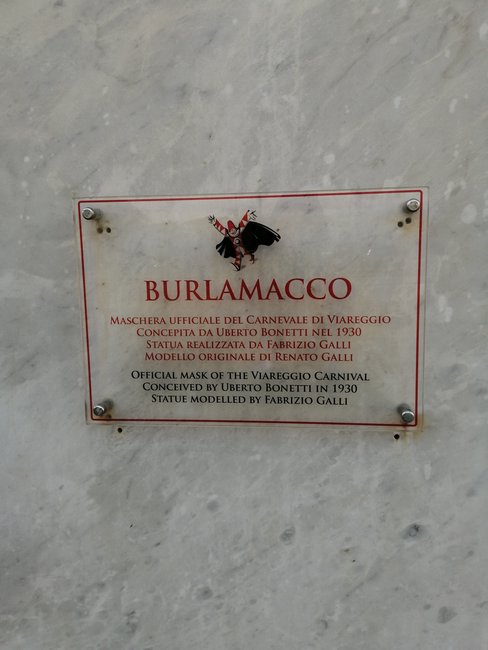 BURLAMACCO
MASCHERA UFFICIALE DEL CARNEVALE DI VIAREGGIO
CONCEPITA DA UBERTO BONETTI NEL 1930
STATUA REALIZZATA DA FABRIZIO GALLI
MODELLO ORIGINALE DI RENATO GALLI
OFFICIAL MASK OF THE VIAREGGIO CARNIVAL
CONCEIVED BY UBERTO BONETTI IN 1930
STATUE MODELLED BY FABRIZIO GALLI